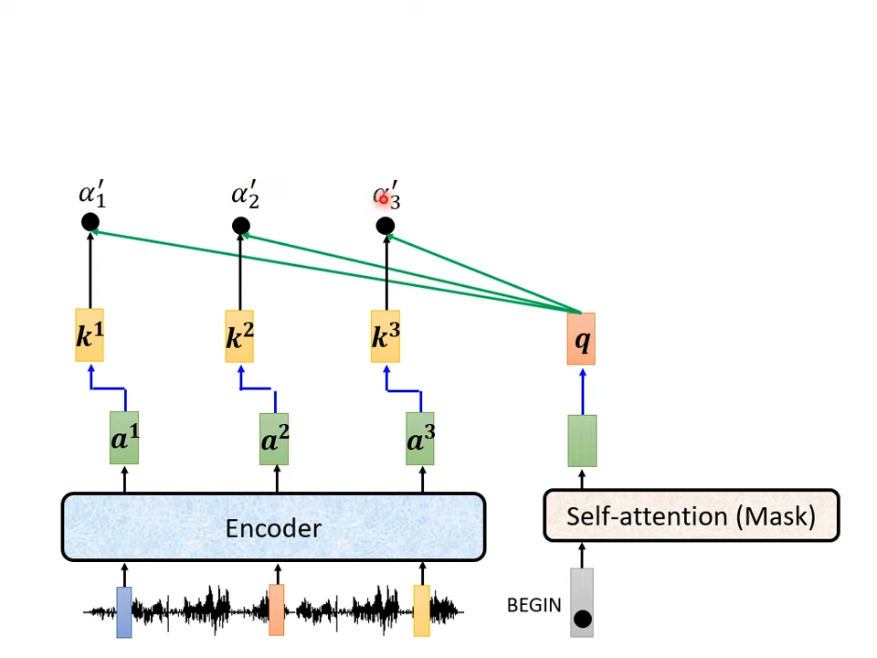 α′₁ α′₂ α′₃
k¹ k² k³ q
a¹ a² a³
Encoder
Self-attention (Mask)
BEGIN